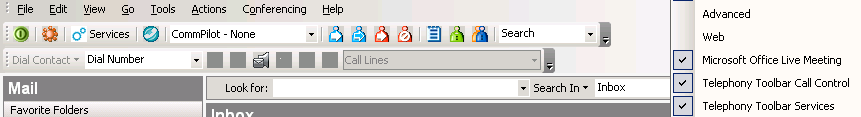 File Edit View Go Tools Actions Conferencing Help
Services CommPilot - None Search
Dial Contact Dial Number Call Lines
Mail Look for: Search In Inbox
Favorite Folders Inbox
Advanced
Web
Microsoft Office Live Meeting
Telephony Toolbar Call Control
Telephony Toolbar Services